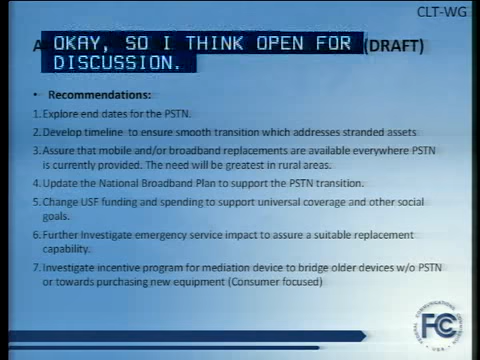 CLT-WG
OKAY, SO I THINK OPEN FOR (DRAFT)
DISCUSSION.
• Recommendations:
1. Explore end dates for the PSTN.
2. Develop timeline to ensure smooth transition which addresses stranded assets
3. Assure that mobile and/or broadband replacements are available everywhere PSTN
is currently provided. The need will be greatest in rural areas.
4. Update the National Broadband Plan to support the PSTN transition.
5. Change USF funding and spending to support universal coverage and other social
goals.
6. Further Investigate emergency service impact to assure a suitable replacement
capability.
7. Investigate incentive program for mediation device to bridge older devices w/o PSTN
or towards purchasing new equipment (Consumer focused)
FEDERAL COMMUNICATIONS COMMISSION
FCC
USA